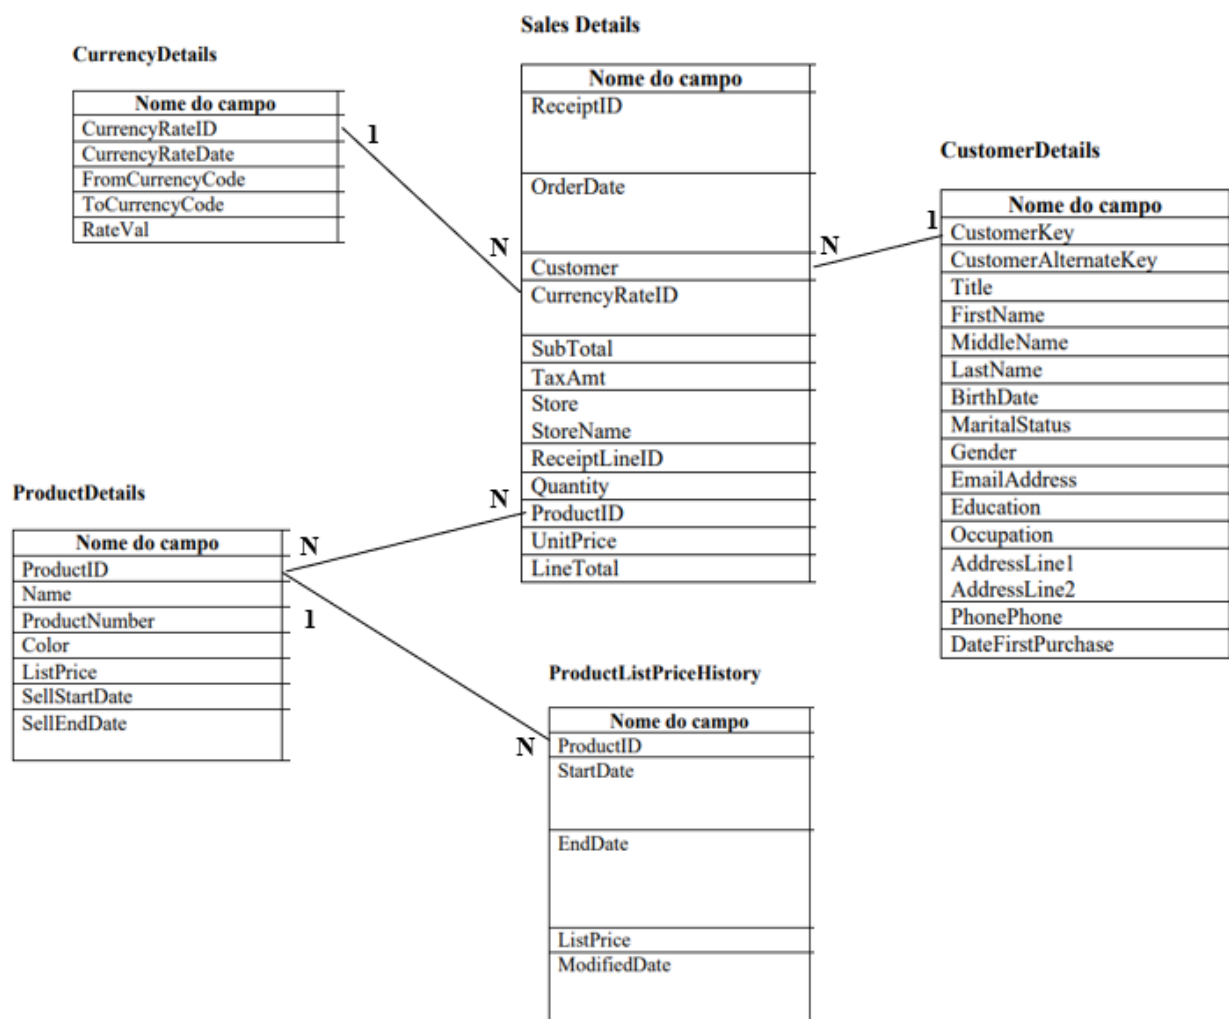 CurrencyDetails
Nome do campo
CurrencyRateID
CurrencyRateDate
FromCurrencyCode
ToCurrencyCode
RateVal
1
N
Sales Details
Nome do campo
ReceiptID
OrderDate
Customer
CurrencyRateID
SubTotal
TaxAmt
Store
StoreName
ReceiptLineID
Quantity
ProductID
UnitPrice
LineTotal
N
1
CustomerDetails
Nome do campo
CustomerKey
CustomerAlternateKey
Title
FirstName
MiddleName
LastName
BirthDate
MaritalStatus
Gender
EmailAddress
Education
Occupation
AddressLine1
AddressLine2
PhonePhone
DateFirstPurchase
ProductDetails
Nome do campo
ProductID
Name
ProductNumber
Color
ListPrice
SellStartDate
SellEndDate
N
N
1
N
ProductListPriceHistory
Nome do campo
ProductID
StartDate
EndDate
ListPrice
ModifiedDate